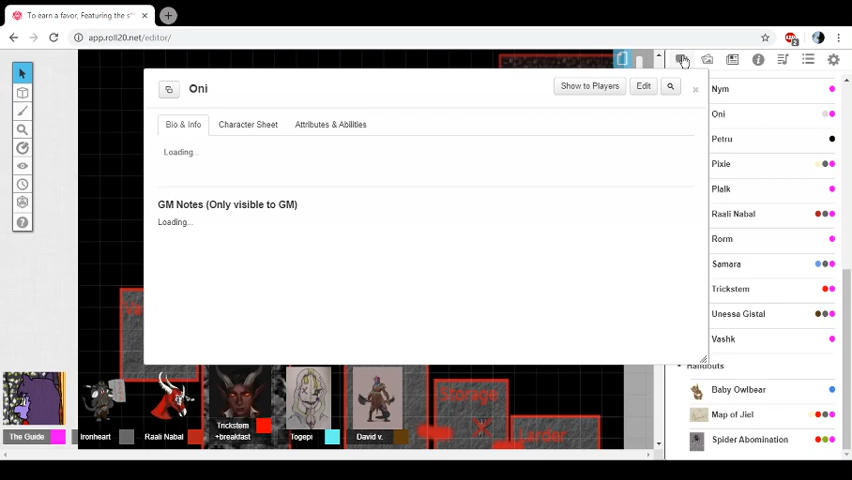 To earn a favor, Featuring the st
app.roll20.net/editor/
2
Oni
Show to Players
Edit
Bio & Info
Character Sheet
Attributes & Abilities
Loading...
GM Notes (Only visible to GM)
Loading...
Nym
Oni
Petru
Pixie
Plalk
Raali Nabal
Rorm
Samara
Trickstem
Unessa Gistal
Vashk
Handouts
Baby Owlbear
Map of Jiel
Spider Abomination
Storage
Larder
The Guide
Ironheart
Raali Nabal
Trickstem
+breakfast
Togepi
David v.